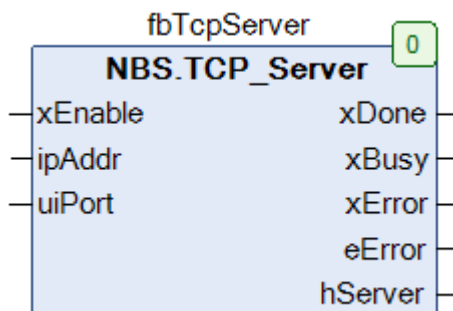 fbTcpServer
0
NBS.TCP_Server
xEnable xDone
ipAddr xBusy
uiPort xError
eError
hServer